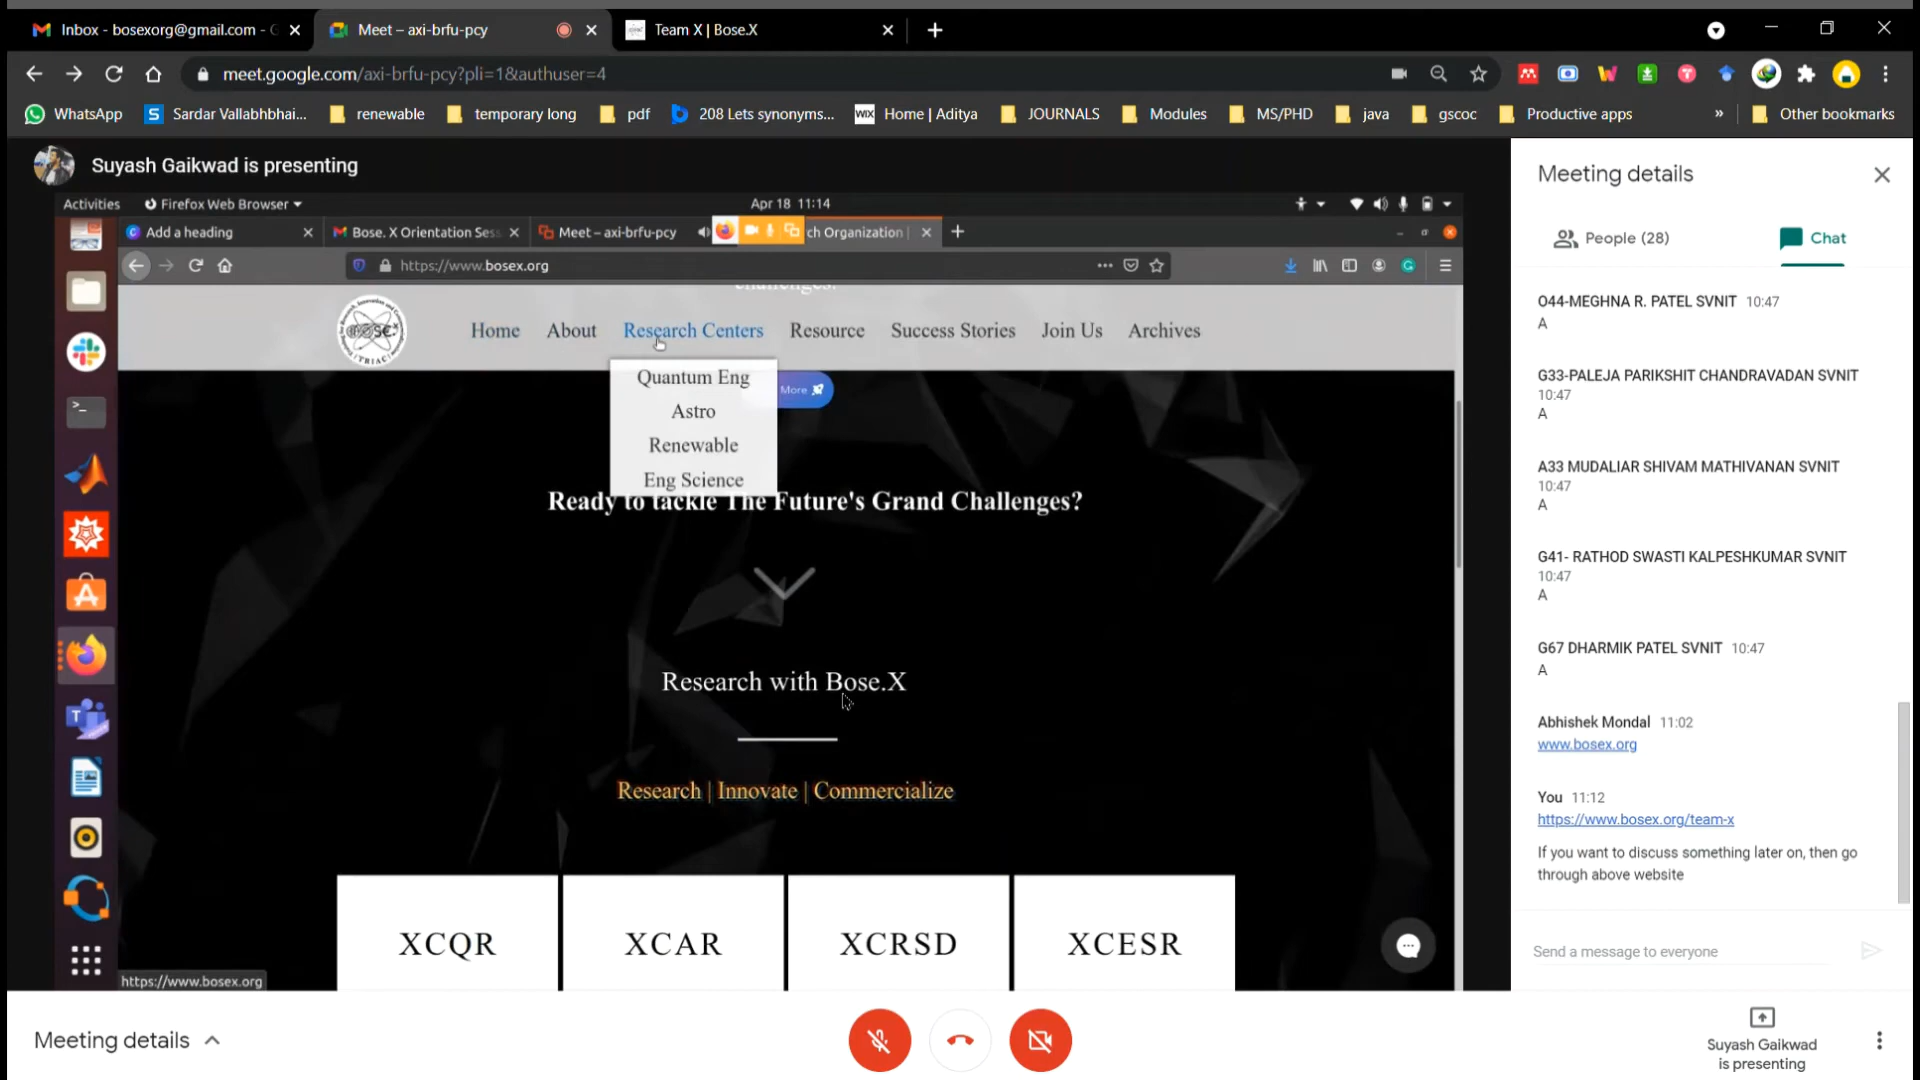 Inbox - bosexorg@gmail.com - G
Meet – axi-brfu-pcy
Team X | Bose.X
meet.google.com/axi-brfu-pcy?pli=1&authuser=4
WhatsApp
Sardar Vallabhbhai...
renewable
temporary long
pdf
208 Lets synonyms...
WIX Home | Aditya
JOURNALS
Modules
MS/PHD
java
gscoc
Productive apps
»
Other bookmarks
Suyash Gaikwad is presenting
Activities
Firefox Web Browser
Apr 18 11:14
Add a heading
Bose. X Orientation Ses
Meet – axi-brfu-pcy
ch Organization |
https://www.bosex.org
challenges.
BOSE.X
(TRIAC)
Home
About
Research Centers
Resource
Success Stories
Join Us
Archives
Quantum Eng
Astro
Renewable
Eng Science
More
Ready to tackle The Future's Grand Challenges?
Research with Bose.X
Research | Innovate | Commercialize
XCQR
XCAR
XCRSD
XCESR
https://www.bosex.org
Meeting details
People (28)
Chat
O44-MEGHNA R. PATEL SVNIT 10:47
A
G33-PALEJA PARIKSHIT CHANDRAVADAN SVNIT
10:47
A
A33 MUDALIAR SHIVAM MATHIVANAN SVNIT
10:47
A
G41- RATHOD SWASTI KALPESHKUMAR SVNIT
10:47
A
G67 DHARMIK PATEL SVNIT 10:47
A
Abhishek Mondal 11:02
www.bosex.org
You 11:12
https://www.bosex.org/team-x
If you want to discuss something later on, then go
through above website
Send a message to everyone
Meeting details
Suyash Gaikwad
is presenting